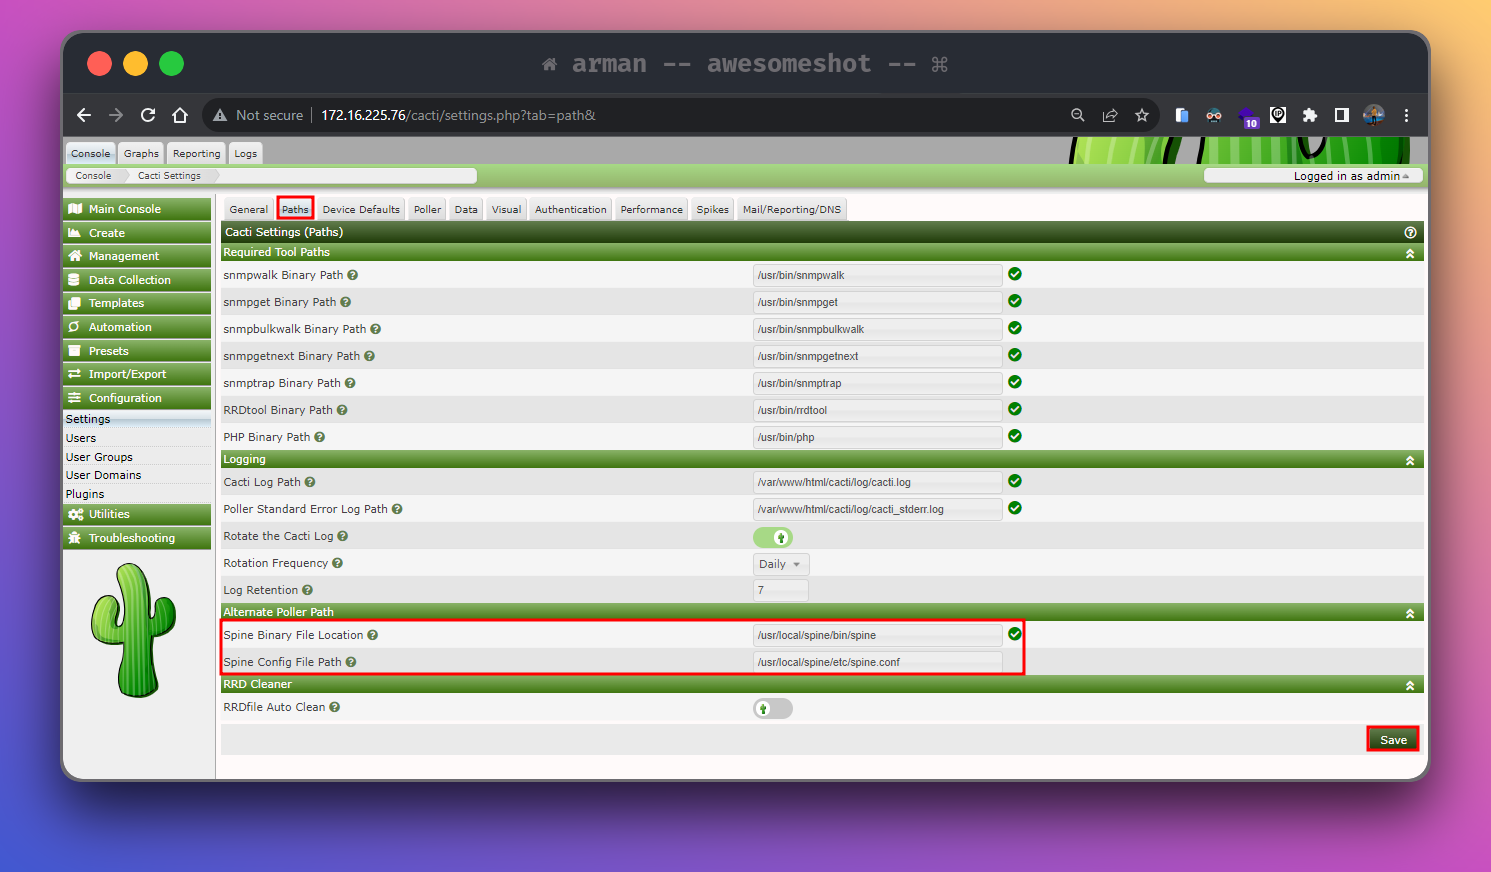 arman -- awesomeshot -- ⌘
Not secure 172.16.225.76/cacti/settings.php?tab=path&
10
Console Graphs Reporting Logs
Console Cacti Settings Logged in as admin
Main Console
Create
Management
Data Collection
Templates
Automation
Presets
Import/Export
Configuration
Settings
Users
User Groups
User Domains
Plugins
Utilities
Troubleshooting
General Paths Device Defaults Poller Data Visual Authentication Performance Spikes Mail/Reporting/DNS
Cacti Settings (Paths)
Required Tool Paths
snmpwalk Binary Path /usr/bin/snmpwalk
snmpget Binary Path /usr/bin/snmpget
snmpbulkwalk Binary Path /usr/bin/snmpbulkwalk
snmpgetnext Binary Path /usr/bin/snmpgetnext
snmptrap Binary Path /usr/bin/snmptrap
RRDtool Binary Path /usr/bin/rrdtool
PHP Binary Path /usr/bin/php
Logging
Cacti Log Path /var/www/html/cacti/log/cacti.log
Poller Standard Error Log Path /var/www/html/cacti/log/cacti_stderr.log
Rotate the Cacti Log
Rotation Frequency Daily
Log Retention 7
Alternate Poller Path
Spine Binary File Location /usr/local/spine/bin/spine
Spine Config File Path /usr/local/spine/etc/spine.conf
RRD Cleaner
RRDfile Auto Clean
Save